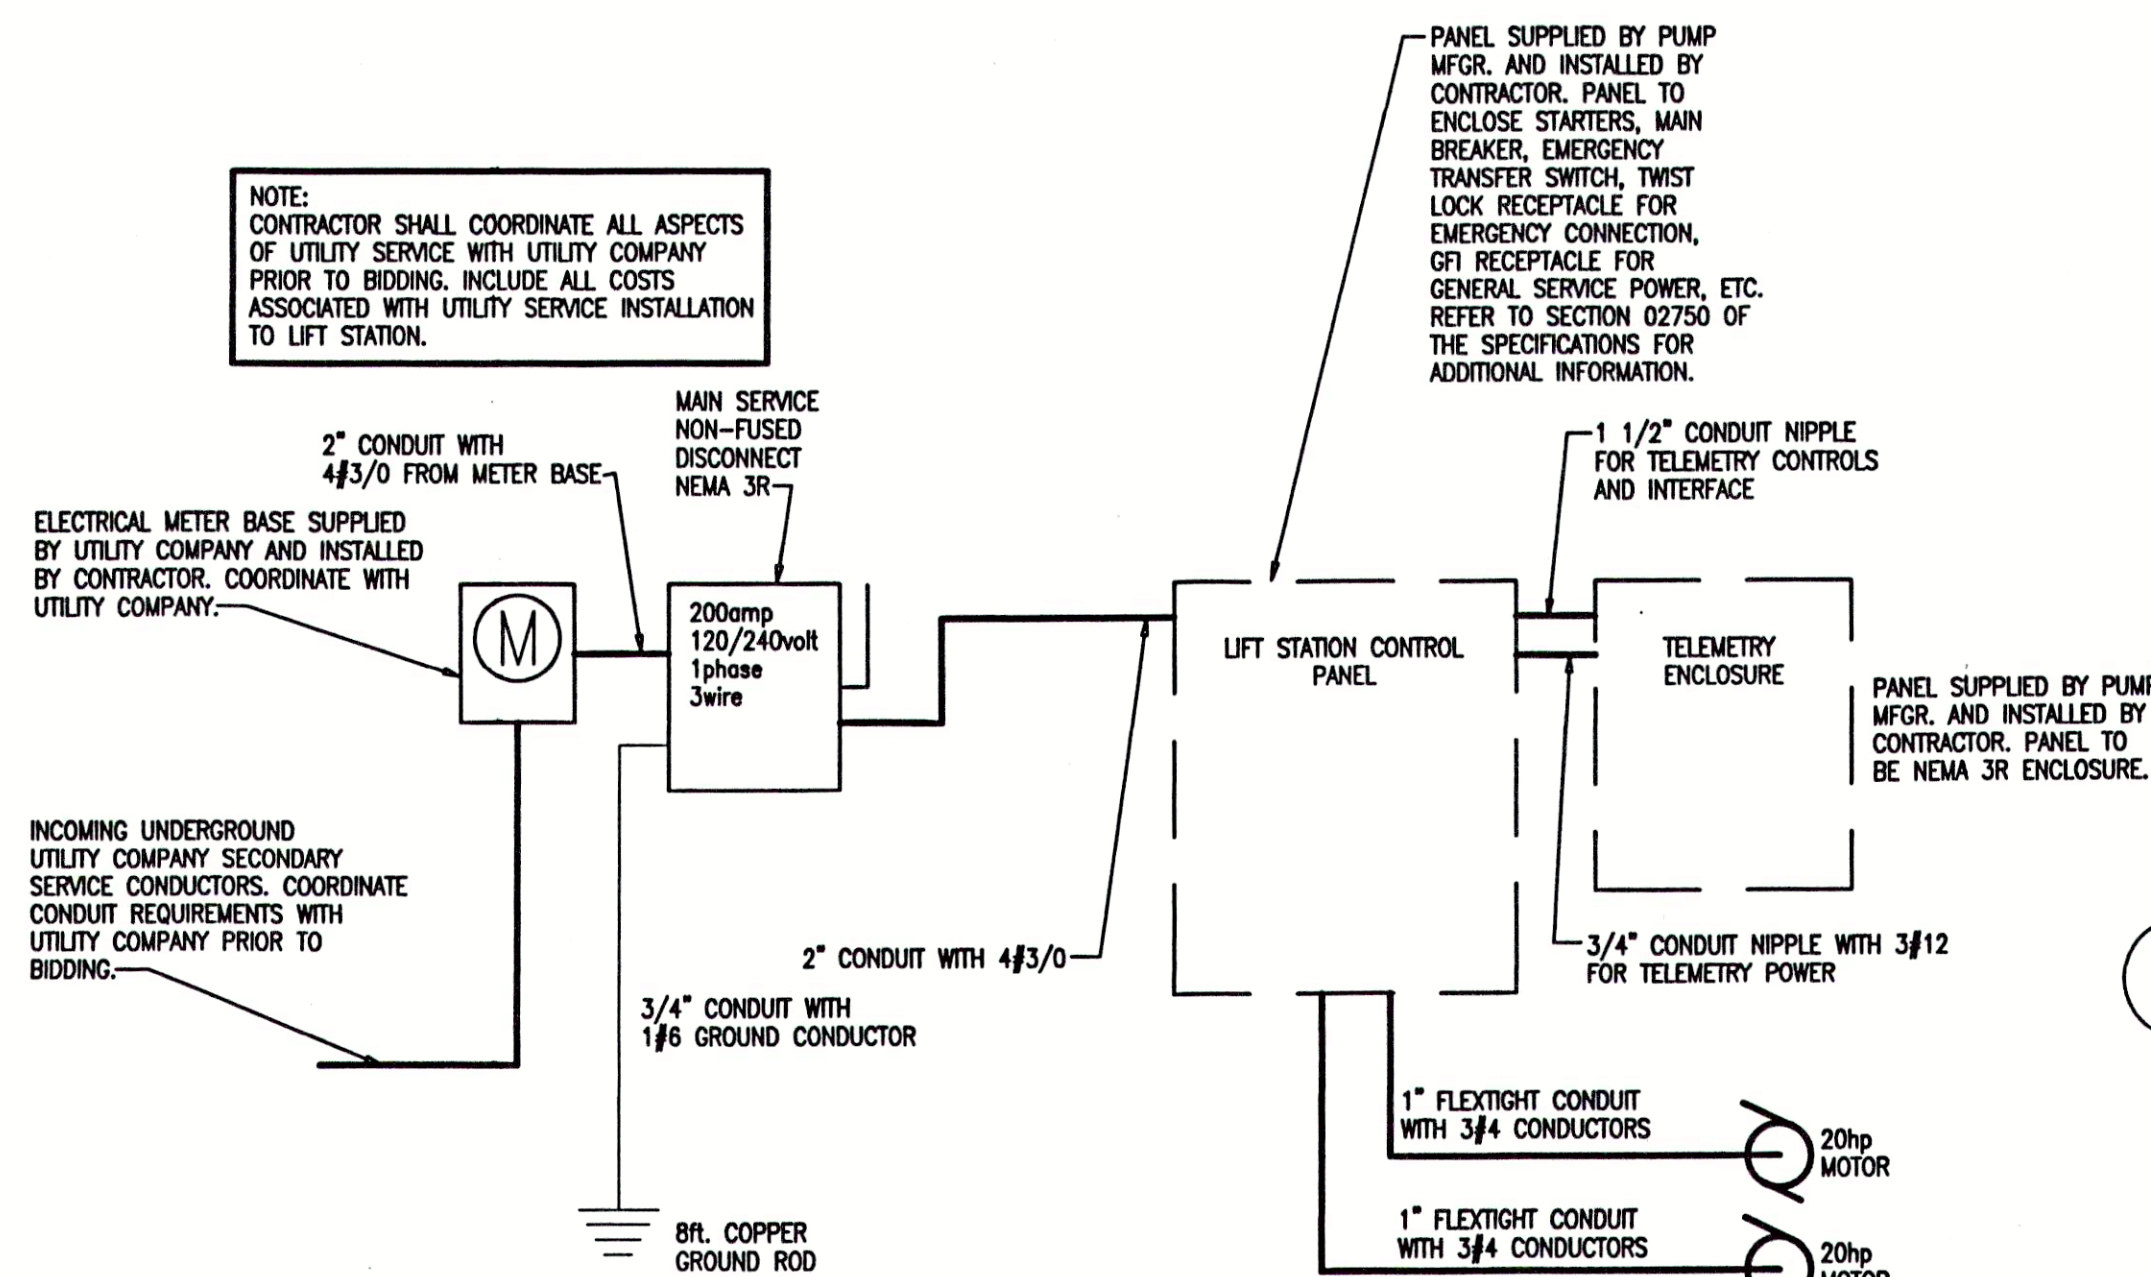 PANEL SUPPLIED BY PUMP
MFGR. AND INSTALLED BY
CONTRACTOR. PANEL TO
ENCLOSE STARTERS, MAIN
BREAKER, EMERGENCY
TRANSFER SWITCH, TWIST
LOCK RECEPTACLE FOR
EMERGENCY CONNECTION,
GFI RECEPTACLE FOR
GENERAL SERVICE POWER, ETC.
REFER TO SECTION 02750 OF
THE SPECIFICATIONS FOR
ADDITIONAL INFORMATION.
NOTE:
CONTRACTOR SHALL COORDINATE ALL ASPECTS
OF UTILITY SERVICE WITH UTILITY COMPANY
PRIOR TO BIDDING. INCLUDE ALL COSTS
ASSOCIATED WITH UTILITY SERVICE INSTALLATION
TO LIFT STATION.
MAIN SERVICE
NON-FUSED
DISCONNECT
NEMA 3R
2" CONDUIT WITH
4#3/0 FROM METER BASE
1 1/2" CONDUIT NIPPLE
FOR TELEMETRY CONTROLS
AND INTERFACE
ELECTRICAL METER BASE SUPPLIED
BY UTILITY COMPANY AND INSTALLED
BY CONTRACTOR. COORDINATE WITH
UTILITY COMPANY.
M
200amp
120/240volt
1phase
3wire
LIFT STATION CONTROL
PANEL
TELEMETRY
ENCLOSURE
PANEL SUPPLIED BY PUMP
MFGR. AND INSTALLED BY
CONTRACTOR. PANEL TO
BE NEMA 3R ENCLOSURE.
INCOMING UNDERGROUND
UTILITY COMPANY SECONDARY
SERVICE CONDUCTORS. COORDINATE
CONDUIT REQUIREMENTS WITH
UTILITY COMPANY PRIOR TO
BIDDING.
2" CONDUIT WITH 4#3/0
3/4" CONDUIT NIPPLE WITH 3#12
FOR TELEMETRY POWER
3/4" CONDUIT WITH
1#6 GROUND CONDUCTOR
1" FLEXTIGHT CONDUIT
WITH 3#4 CONDUCTORS
20hp
MOTOR
1" FLEXTIGHT CONDUIT
WITH 3#4 CONDUCTORS
20hp
MOTOR
8ft. COPPER
GROUND ROD